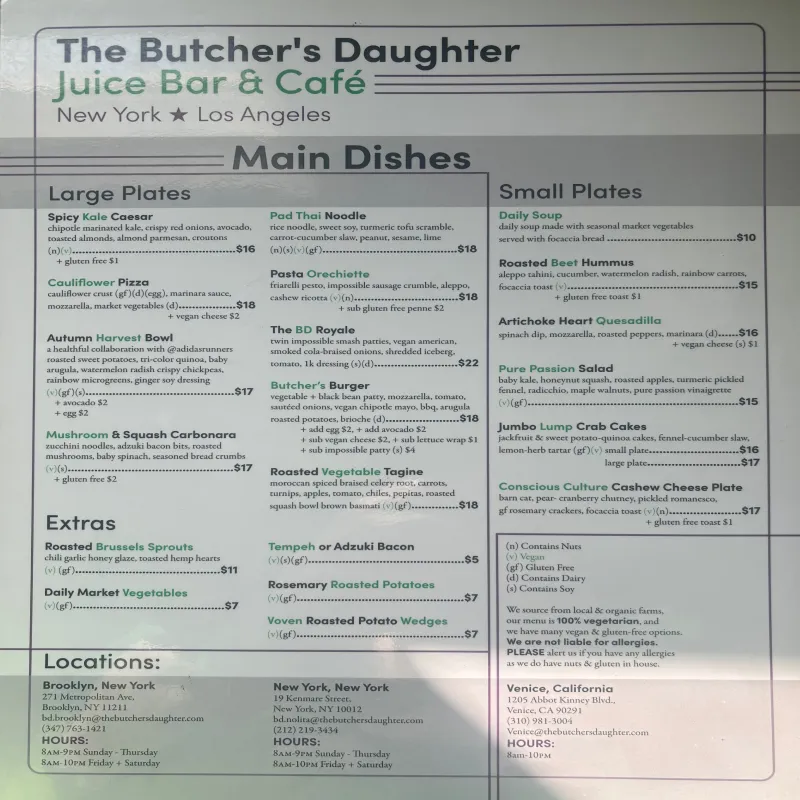 The Butcher's Daughter
Juice Bar & Café
New York ★ Los Angeles
Main Dishes
Large Plates
Spicy Kale Caesar
chipotle marinated kale, crispy red onions, avocado,
toasted almonds, almond parmesan, croutons
(n)(v)..........$16
+ gluten free $1
Cauliflower Pizza
cauliflower crust (gf)(d)(egg), marinara sauce,
mozzarella, market vegetables (d)..........$18
+ vegan cheese $2
Autumn Harvest Bowl
a healthful collaboration with @adidasrunners
roasted sweet potatoes, tri-color quinoa, baby
arugula, watermelon radish crispy chickpeas,
rainbow microgreens, ginger soy dressing
(v)(gf)(s)..........$17
+ avocado $2
+ egg $2
Mushroom & Squash Carbonara
zucchini noodles, adzuki bacon bits, roasted
mushrooms, baby spinach, seasoned bread crumbs
(v)(s)..........$17
+ gluten free $2
Pad Thai Noodle
rice noodle, sweet soy, turmeric tofu scramble,
carrot-cucumber slaw, peanut, sesame, lime
(n)(s)(v)(gf)..........$18
Pasta Orechiette
friarielli pesto, impossible sausage crumble, aleppo,
cashew ricotta (v)(n)..........$18
+ sub gluten free penne $2
The BD Royale
twin impossible smash patties, vegan american,
smoked cola-braised onions, shredded iceberg,
tomato, 1k dressing (s)(d)..........$22
Butcher's Burger
vegetable + black bean patty, mozzarella, tomato,
sautéed onions, vegan chipotle mayo, bbq, arugula
roasted potatoes, brioche (d)..........$18
+ add egg $2, + add avocado $2
+ sub vegan cheese $2, + sub lettuce wrap $1
+ sub impossible patty (s) $4
Roasted Vegetable Tagine
moroccan spiced braised celery root, carrots,
turnips, apples, tomato, chiles, pepitas, roasted
squash bowl brown basmati (v)(gf)..........$18
Small Plates
Daily Soup
daily soup made with seasonal market vegetables
served with focaccia bread..........$10
Roasted Beet Hummus
aleppo tahini, cucumber, watermelon radish, rainbow carrots,
focaccia toast (v)..........$15
+ gluten free toast $1
Artichoke Heart Quesadilla
spinach dip, mozzarella, roasted peppers, marinara (d)......$16
+ vegan cheese (s) $1
Pure Passion Salad
baby kale, honeynut squash, roasted apples, turmeric pickled
fennel, radicchio, maple walnuts, pure passion vinaigrette
(v)(gf)..........$15
Jumbo Lump Crab Cakes
jackfruit & sweet potato-quinoa cakes, fennel-cucumber slaw,
lemon-herb tartar (gf)(v) small plate..........$16
large plate..........$17
Conscious Culture Cashew Cheese Plate
barn cat, pear- cranberry chutney, pickled romanesco,
gf rosemary crackers, focaccia toast (v)(n)..........$17
+ gluten free toast $1
Extras
Roasted Brussels Sprouts
chili garlic honey glaze, toasted hemp hearts
(v) (gf)..........$11
Daily Market Vegetables
(v)(gf)..........$7
Tempeh or Adzuki Bacon
(v)(s)(gf)..........$5
Rosemary Roasted Potatoes
(v)(gf)..........$7
Voven Roasted Potato Wedges
(v)(gf)..........$7
(n) Contains Nuts
(v) Vegan
(gf) Gluten Free
(d) Contains Dairy
(s) Contains Soy
We source from local & organic farms,
our menu is 100% vegetarian, and
we have many vegan & gluten-free options.
We are not liable for allergies.
PLEASE alert us if you have any allergies
as we do have nuts & gluten in house.
Locations:
Brooklyn, New York
271 Metropolitan Ave.
Brooklyn, NY 11211
bd.brooklyn@thebutchersdaughter.com
(347) 763-1421
HOURS:
8AM-9PM Sunday - Thursday
8AM-10PM Friday + Saturday
New York, New York
19 Kenmare Street,
New York, NY 10012
bd.nolita@thebutchersdaughter.com
(212) 219-3434
HOURS:
8AM-9PM Sunday - Thursday
8AM-10PM Friday + Saturday
Venice, California
1205 Abbot Kinney Blvd.,
Venice, CA 90291
(310) 981-3004
Venice@thebutchersdaughter.com
HOURS:
8am-10PM